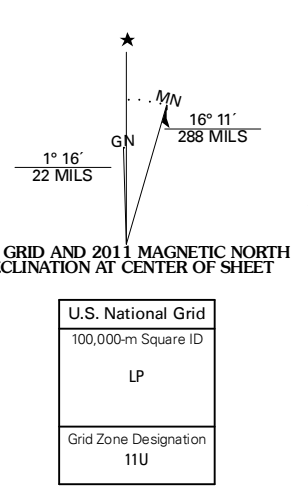 ★
MN
16° 11´
288 MILS
GN
1° 16´
22 MILS
GRID AND 2011 MAGNETIC NORTH
CLINATION AT CENTER OF SHEET
U.S. National Grid
100,000-m Square ID
LP
Grid Zone Designation
11U